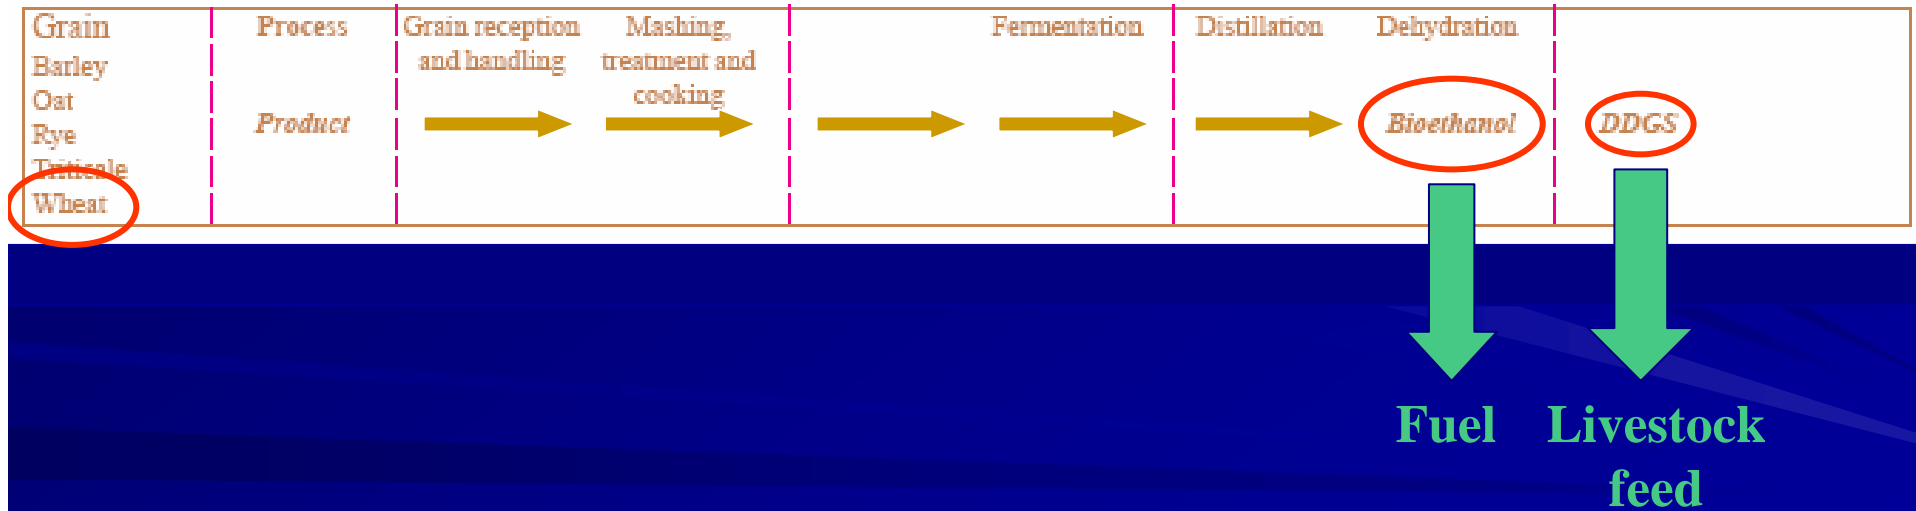 Grain
Barley
Oat
Rye
Triticale
Wheat
Process
Product
Grain reception
and handling
Mashing,
treatment and
cooking
Fermentation
Distillation
Dehydration
Bioethanol
DDGS
Fuel
Livestock
feed